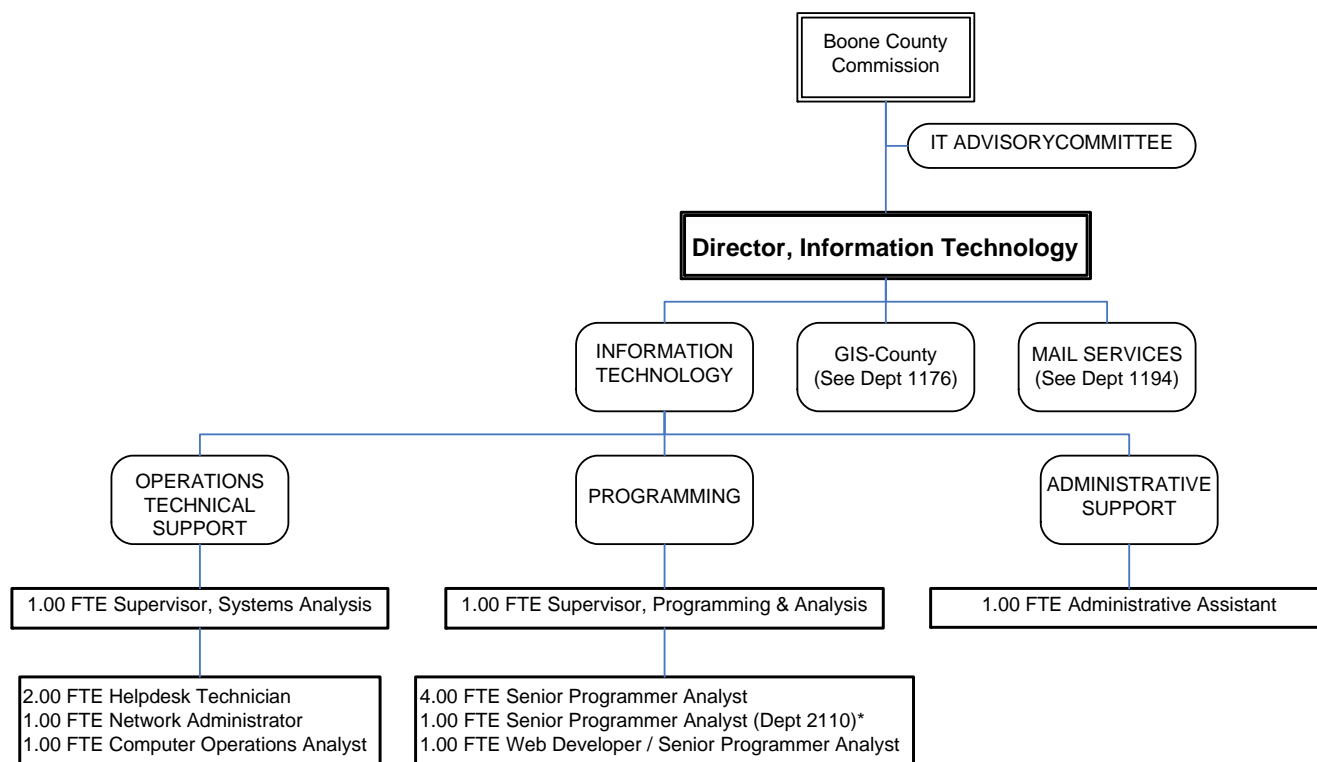 Boone County
Commission
IT ADVISORYCOMMITTEE
Director, Information Technology
INFORMATION
TECHNOLOGY
GIS-County
(See Dept 1176)
MAIL SERVICES
(See Dept 1194)
OPERATIONS
TECHNICAL
SUPPORT
PROGRAMMING
ADMINISTRATIVE
SUPPORT
1.00 FTE Supervisor, Systems Analysis
1.00 FTE Supervisor, Programming & Analysis
1.00 FTE Administrative Assistant
2.00 FTE Helpdesk Technician
1.00 FTE Network Administrator
1.00 FTE Computer Operations Analyst
4.00 FTE Senior Programmer Analyst
1.00 FTE Senior Programmer Analyst (Dept 2110)*
1.00 FTE Web Developer / Senior Programmer Analyst